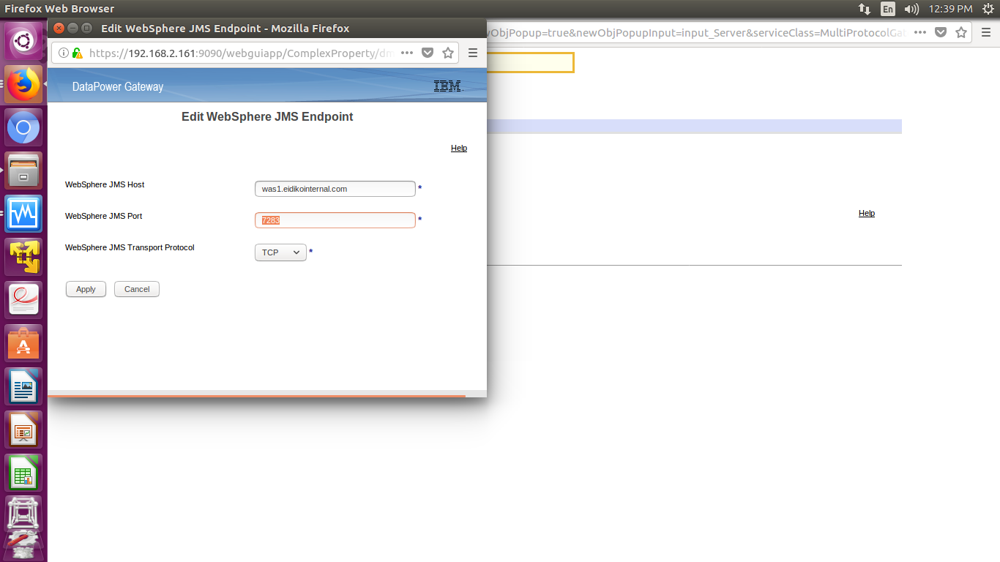 Firefox Web Browser
En
12:39 PM
Edit WebSphere JMS Endpoint - Mozilla Firefox
https://192.168.2.161:9090/webguiapp/ComplexProperty/dm
ObjPopup=true&newObjPopupInput=input_Server&serviceClass=MultiProtocolGa
DataPower Gateway
IBM.
Edit WebSphere JMS Endpoint
Help
WebSphere JMS Host
was1.eidikointernal.com
*
WebSphere JMS Port
7283
*
Help
WebSphere JMS Transport Protocol
TCP
*
Apply
Cancel